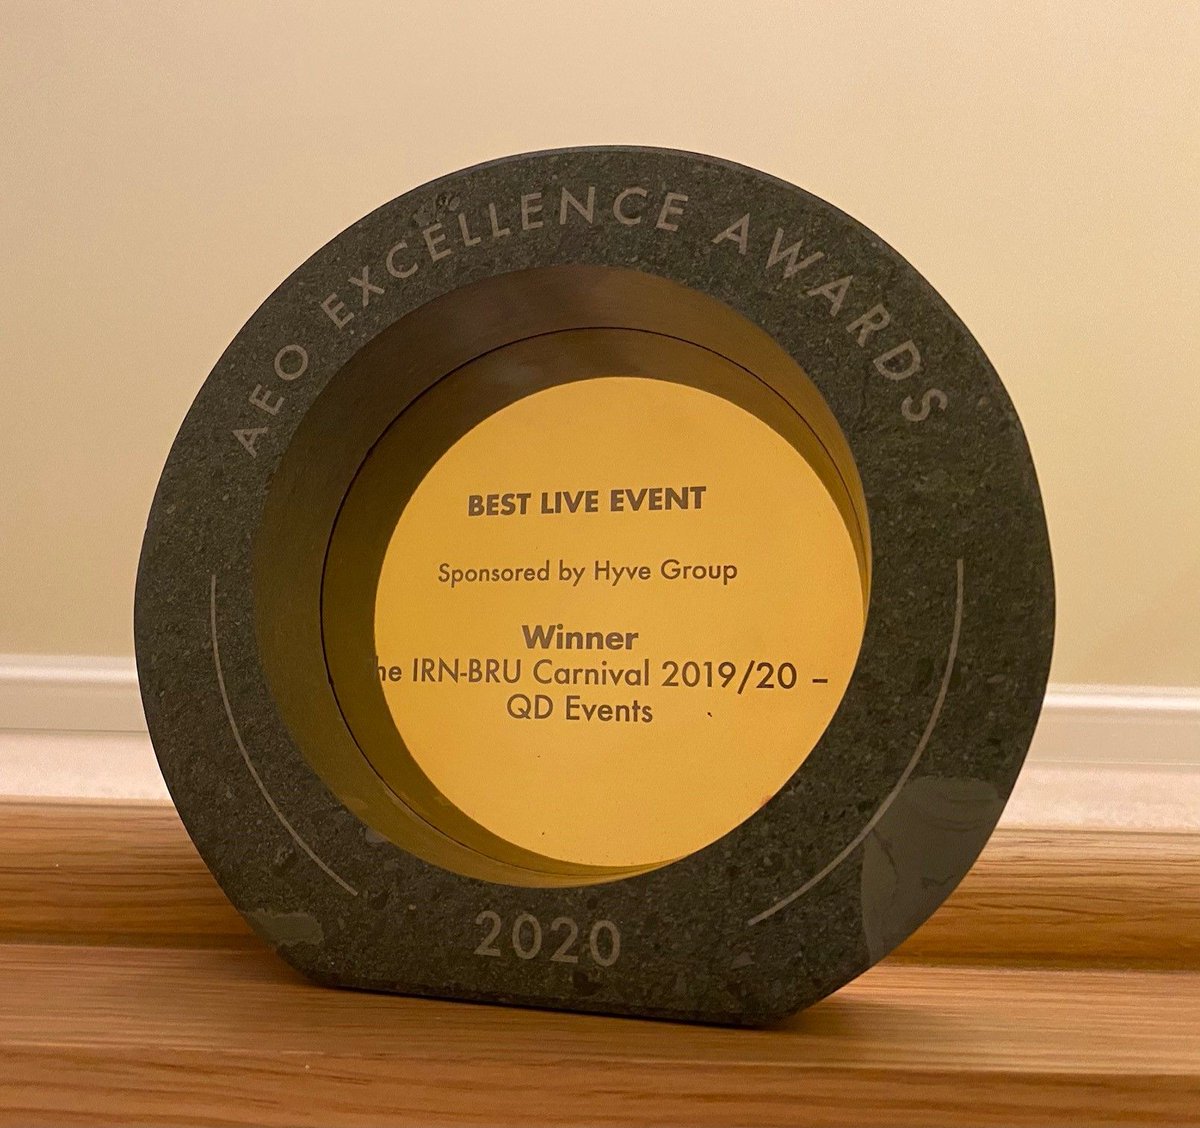 AEO EXCELLENCE AWARDS
BEST LIVE EVENT
Sponsored by Hyve Group
Winner
he IRN-BRU Carnival 2019/20 –
QD Events
2020